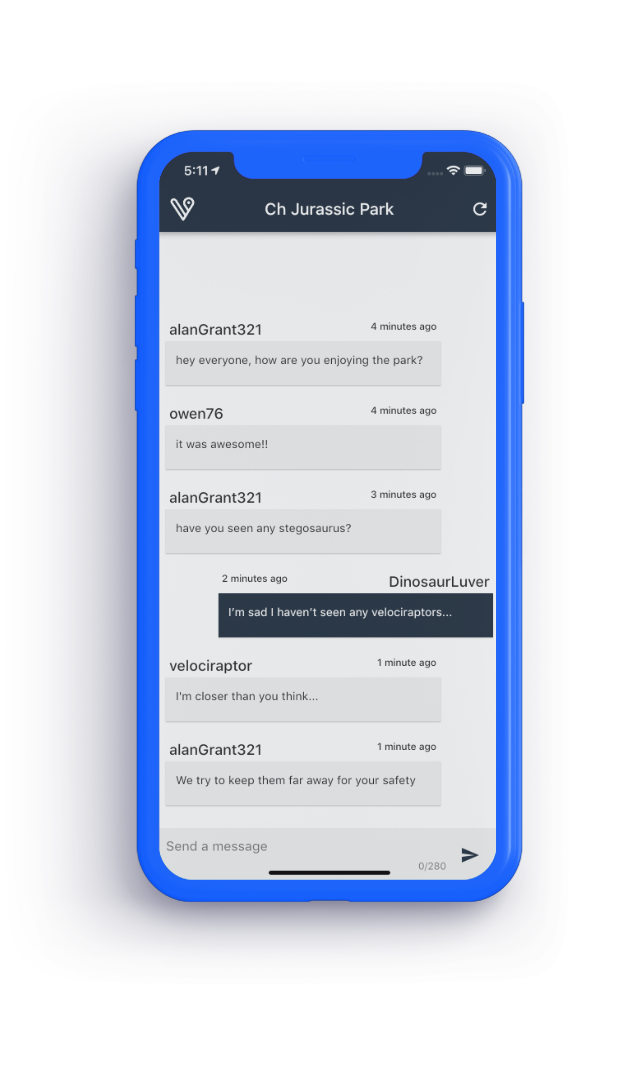 5:11
Ch Jurassic Park
alanGrant321 4 minutes ago
hey everyone, how are you enjoying the park?
owen76 4 minutes ago
it was awesome!!
alanGrant321 3 minutes ago
have you seen any stegosaurus?
2 minutes ago DinosaurLuver
I’m sad I haven’t seen any velociraptors...
velociraptor 1 minute ago
I'm closer than you think...
alanGrant321 1 minute ago
We try to keep them far away for your safety
Send a message
0/280